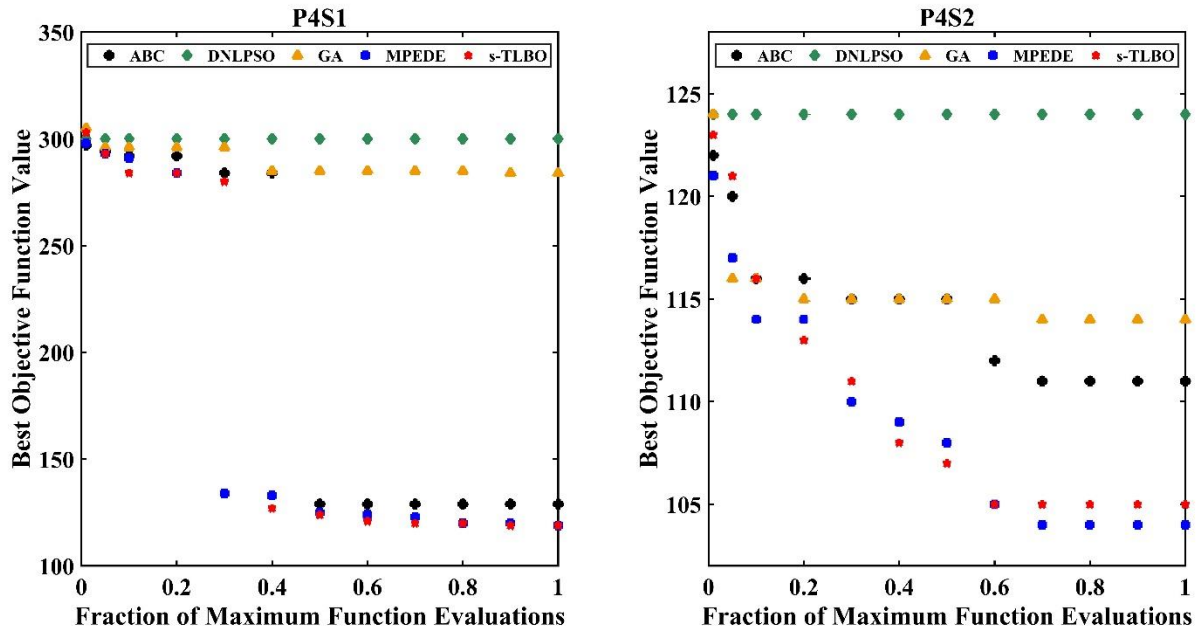 P4S1
ABC DNLPSO GA MPEDE s-TLBO
Best Objective Function Value
350
300
250
200
150
100
0 0.2 0.4 0.6 0.8 1
Fraction of Maximum Function Evaluations
P4S2
ABC DNLPSO GA MPEDE s-TLBO
Best Objective Function Value
125
120
115
110
105
0 0.2 0.4 0.6 0.8 1
Fraction of Maximum Function Evaluations